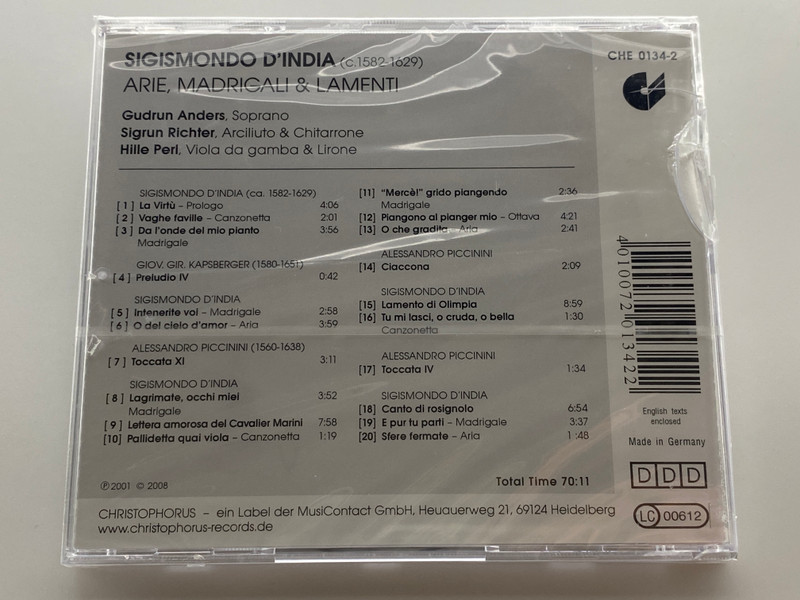 SIGISMONDO D'INDIA (c.1582-1629)
ARIE, MADRIGALI & LAMENTI
CHE 0134-2
Gudrun Anders, Soprano
Sigrun Richter, Arciliuto & Chitarrone
Hille Perl, Viola da gamba & Lirone
SIGISMONDO D'INDIA (ca. 1582-1629)
[ 1 ] La Virtù – Prologo 4:06
[ 2 ] Vaghe faville – Canzonetta 2:01
[ 3 ] Da l'onde del mio pianto 3:56
Madrigale
GIOV. GIR. KAPSBERGER (1580-1651)
[ 4 ] Preludio IV 0:42
SIGISMONDO D'INDIA
[ 5 ] Intenerite voi – Madrigale 2:58
[ 6 ] O del cielo d'amor – Aria 3:59
ALESSANDRO PICCININI (1560-1638)
[ 7 ] Toccata XI 3:11
SIGISMONDO D'INDIA
[ 8 ] Lagrimate, occhi miei 3:52
Madrigale
[ 9 ] Lettera amorosa del Cavalier Marini 7:58
[10] Pallidetta quai viola – Canzonetta 1:19
[11] “Mercè!” grido piangendo 2:36
Madrigale
[12] Piangono al pianger mio – Ottava 4:21
[13] O che gradita – Aria 2:41
ALESSANDRO PICCININI
[14] Ciaccona 2:09
SIGISMONDO D'INDIA
[15] Lamento di Olimpia 8:59
[16] Tu mi lasci, o cruda, o bella 1:30
Canzonetta
ALESSANDRO PICCININI
[17] Toccata IV 1:34
SIGISMONDO D'INDIA
[18] Canto di rosignolo 6:54
[19] E pur tu parti – Madrigale 3:37
[20] Sfere fermate – Aria 1 :48
4 010072 013422
English texts
enclosed
Made in Germany
DDD
LC 00612
℗2001 © 2008
Total Time 70:11
CHRISTOPHORUS – ein Label der MusiContact GmbH, Heuauerweg 21, 69124 Heidelberg
www.christophorus-records.de